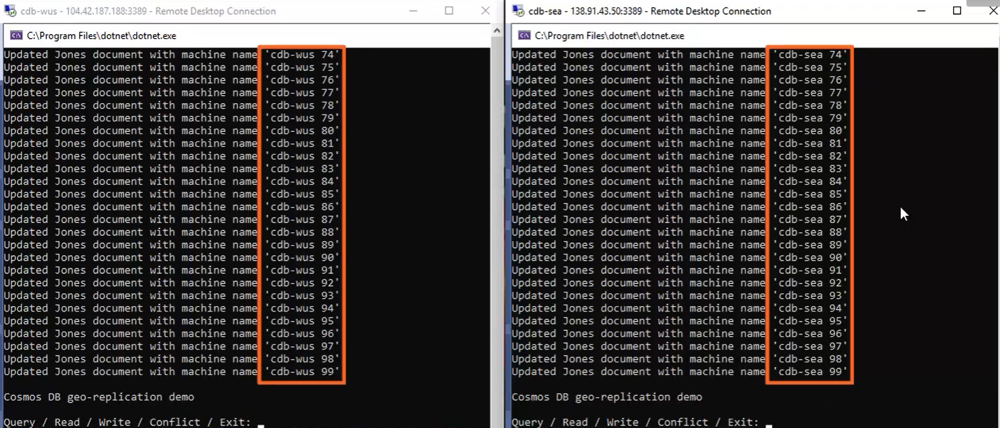 cdb-wus - 104.42.187.188:3389 - Remote Desktop Connection
C:\Program Files\dotnet\dotnet.exe
Updated Jones document with machine name 'cdb-wus 74'
Updated Jones document with machine name 'cdb-wus 75'
Updated Jones document with machine name 'cdb-wus 76'
Updated Jones document with machine name 'cdb-wus 77'
Updated Jones document with machine name 'cdb-wus 78'
Updated Jones document with machine name 'cdb-wus 79'
Updated Jones document with machine name 'cdb-wus 80'
Updated Jones document with machine name 'cdb-wus 81'
Updated Jones document with machine name 'cdb-wus 82'
Updated Jones document with machine name 'cdb-wus 83'
Updated Jones document with machine name 'cdb-wus 84'
Updated Jones document with machine name 'cdb-wus 85'
Updated Jones document with machine name 'cdb-wus 86'
Updated Jones document with machine name 'cdb-wus 87'
Updated Jones document with machine name 'cdb-wus 88'
Updated Jones document with machine name 'cdb-wus 89'
Updated Jones document with machine name 'cdb-wus 90'
Updated Jones document with machine name 'cdb-wus 91'
Updated Jones document with machine name 'cdb-wus 92'
Updated Jones document with machine name 'cdb-wus 93'
Updated Jones document with machine name 'cdb-wus 94'
Updated Jones document with machine name 'cdb-wus 95'
Updated Jones document with machine name 'cdb-wus 96'
Updated Jones document with machine name 'cdb-wus 97'
Updated Jones document with machine name 'cdb-wus 98'
Updated Jones document with machine name 'cdb-wus 99'
Cosmos DB geo-replication demo
Query / Read / Write / Conflict / Exit:
cdb-sea - 138.91.43.50:3389 - Remote Desktop Connection
C:\Program Files\dotnet\dotnet.exe
Updated Jones document with machine name 'cdb-sea 74'
Updated Jones document with machine name 'cdb-sea 75'
Updated Jones document with machine name 'cdb-sea 76'
Updated Jones document with machine name 'cdb-sea 77'
Updated Jones document with machine name 'cdb-sea 78'
Updated Jones document with machine name 'cdb-sea 79'
Updated Jones document with machine name 'cdb-sea 80'
Updated Jones document with machine name 'cdb-sea 81'
Updated Jones document with machine name 'cdb-sea 82'
Updated Jones document with machine name 'cdb-sea 83'
Updated Jones document with machine name 'cdb-sea 84'
Updated Jones document with machine name 'cdb-sea 85'
Updated Jones document with machine name 'cdb-sea 86'
Updated Jones document with machine name 'cdb-sea 87'
Updated Jones document with machine name 'cdb-sea 88'
Updated Jones document with machine name 'cdb-sea 89'
Updated Jones document with machine name 'cdb-sea 90'
Updated Jones document with machine name 'cdb-sea 91'
Updated Jones document with machine name 'cdb-sea 92'
Updated Jones document with machine name 'cdb-sea 93'
Updated Jones document with machine name 'cdb-sea 94'
Updated Jones document with machine name 'cdb-sea 95'
Updated Jones document with machine name 'cdb-sea 96'
Updated Jones document with machine name 'cdb-sea 97'
Updated Jones document with machine name 'cdb-sea 98'
Updated Jones document with machine name 'cdb-sea 99'
Cosmos DB geo-replication demo
Query / Read / Write / Conflict / Exit: